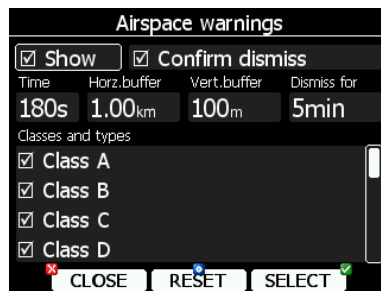 Airspace warnings
Show Confirm dismiss
Time Horz.buffer Vert.buffer Dismiss for
180s 1.00km 100m 5min
Classes and types
Class A
Class B
Class C
Class D
CLOSE RESET SELECT